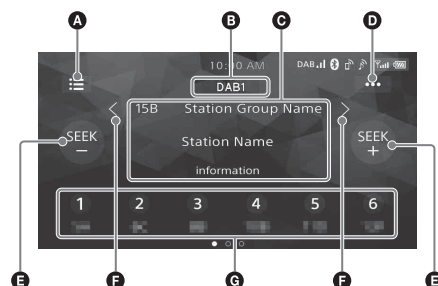 A B C D
10:00 AM DAB
DAB1
< 15B Station Group Name >
SEEK − Station Name SEEK +
information
1 2 3 4 5 6
E F G F E